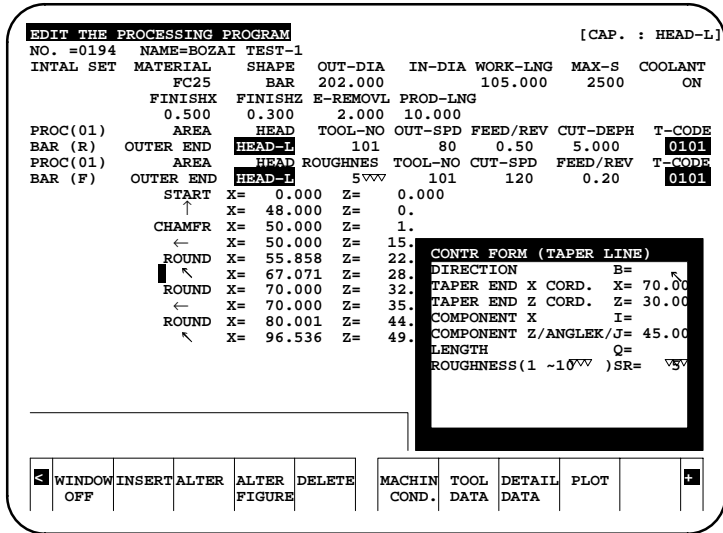 EDIT THE PROCESSING PROGRAM [CAP. : HEAD-L]
NO. =0194 NAME=BOZAI TEST-1
INTAL SET MATERIAL SHAPE OUT-DIA IN-DIA WORK-LNG MAX-S COOLANT
FC25 BAR 202.000 105.000 2500 ON
FINISHX FINISHZ E-REMOVL PROD-LNG
0.500 0.300 2.000 10.000
PROC(01) AREA HEAD TOOL-NO OUT-SPD FEED/REV CUT-DEPH T-CODE
BAR (R) OUTER END HEAD-L 101 80 0.50 5.000 0101
PROC(01) AREA HEAD ROUGHNES TOOL-NO CUT-SPD FEED/REV T-CODE
BAR (F) OUTER END HEAD-L 5▽▽▽ 101 120 0.20 0101
START X= 0.000 Z= 0.000
↑ X= 48.000 Z= 0.
CHAMFR X= 50.000 Z= 1.
← X= 50.000 Z= 15.
ROUND X= 55.858 Z= 22.
↖ X= 67.071 Z= 28.
ROUND X= 70.000 Z= 32.
← X= 70.000 Z= 35.
ROUND X= 80.001 Z= 44.
↖ X= 96.536 Z= 49.
CONTR FORM (TAPER LINE)
DIRECTION B= ↖
TAPER END X CORD. X= 70.00
TAPER END Z CORD. Z= 30.00
COMPONENT X I=
COMPONENT Z/ANGLEK/J= 45.00
LENGTH Q=
ROUGHNESS(1 ~10▽▽▽ )SR= 5▽▽▽
< WINDOW OFF INSERT ALTER ALTER FIGURE DELETE MACHIN COND. TOOL DATA DETAIL DATA PLOT +